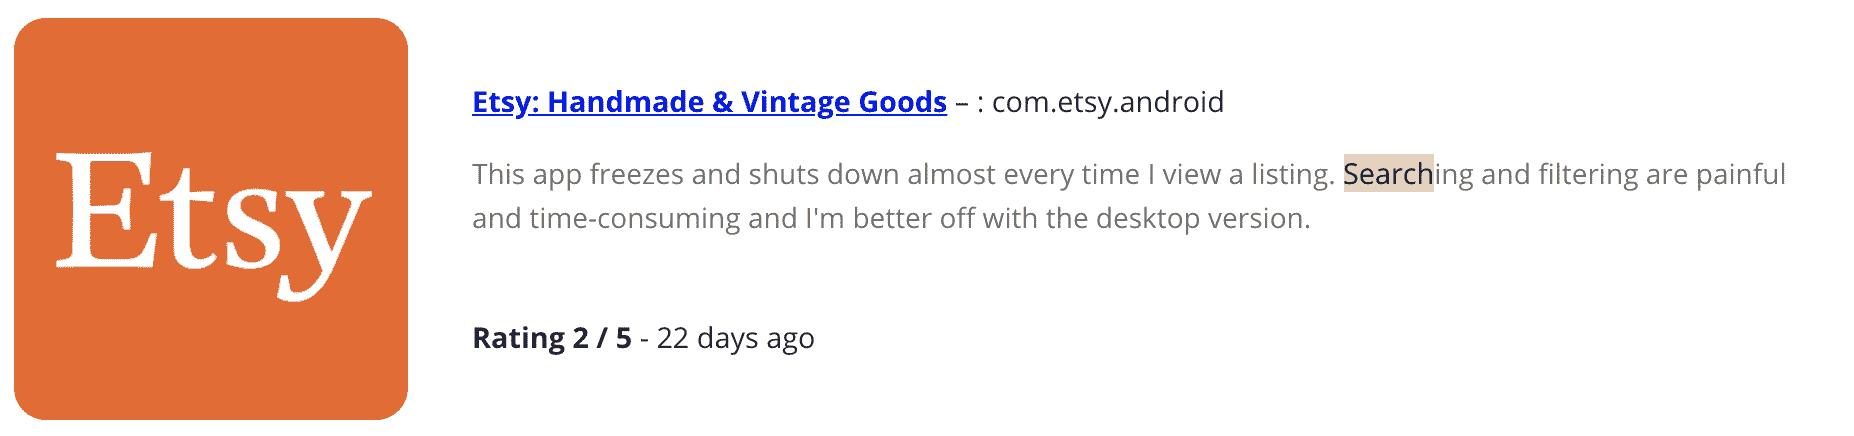 Etsy
Etsy: Handmade & Vintage Goods – : com.etsy.android
This app freezes and shuts down almost every time I view a listing. Searching and filtering are painful
and time-consuming and I'm better off with the desktop version.
Rating 2 / 5 - 22 days ago